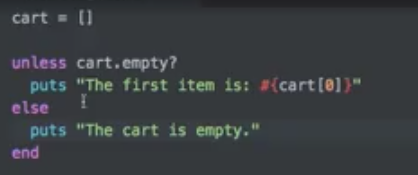 cart = []
unless cart.empty?
  puts "The first item is: #{cart[0]}"
else
  puts "The cart is empty."
end